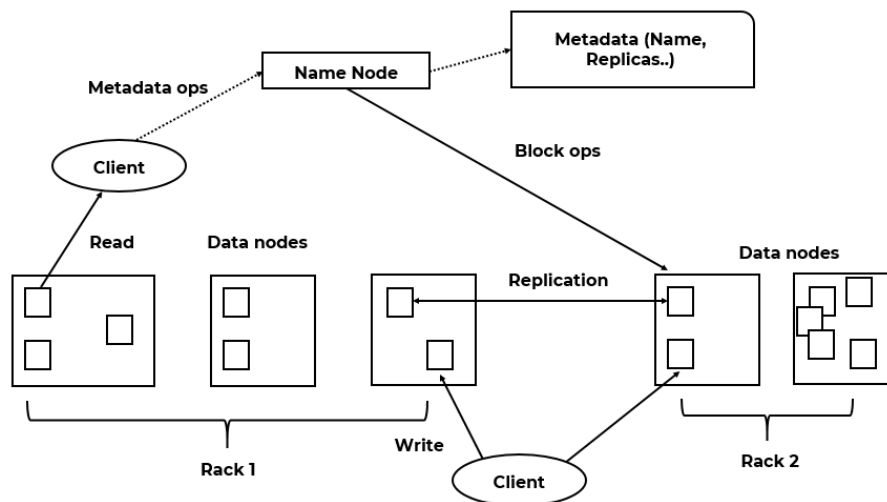 Metadata (Name,
Replicas..)
Name Node
Metadata ops
Block ops
Client
Read
Data nodes
Data nodes
Replication
Write
Rack 1
Rack 2
Client